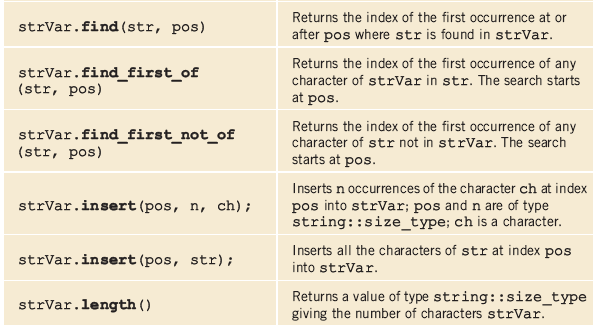 strVar.find(str, pos)
Returns the index of the first occurrence at or
after pos where str is found in strVar.
strVar.find_first_of
(str, pos)
Returns the index of the first occurrence of any
character of strVar in str. The search starts
at pos.
strVar.find_first_not_of
(str, pos)
Returns the index of the first occurrence of any
character of str not in strVar. The search
starts at pos.
strVar.insert(pos, n, ch);
Inserts n occurrences of the character ch at index
pos into strVar; pos and n are of type
string::size_type; ch is a character.
strVar.insert(pos, str);
Inserts all the characters of str at index pos
into strVar.
strVar.length()
Returns a value of type string::size_type
giving the number of characters strVar.